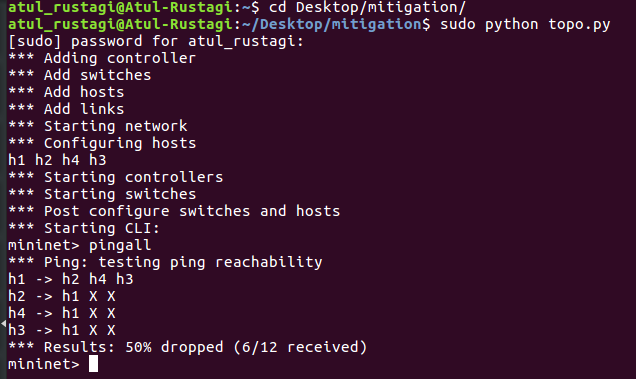 atul_rustagi@Atul-Rustagi:~$ cd Desktop/mitigation/
atul_rustagi@Atul-Rustagi:~/Desktop/mitigation$ sudo python topo.py
[sudo] password for atul_rustagi:
*** Adding controller
*** Add switches
*** Add hosts
*** Add links
*** Starting network
*** Configuring hosts
h1 h2 h4 h3
*** Starting controllers
*** Starting switches
*** Post configure switches and hosts
*** Starting CLI:
mininet> pingall
*** Ping: testing ping reachability
h1 -> h2 h4 h3
h2 -> h1 X X
h4 -> h1 X X
h3 -> h1 X X
*** Results: 50% dropped (6/12 received)
mininet>